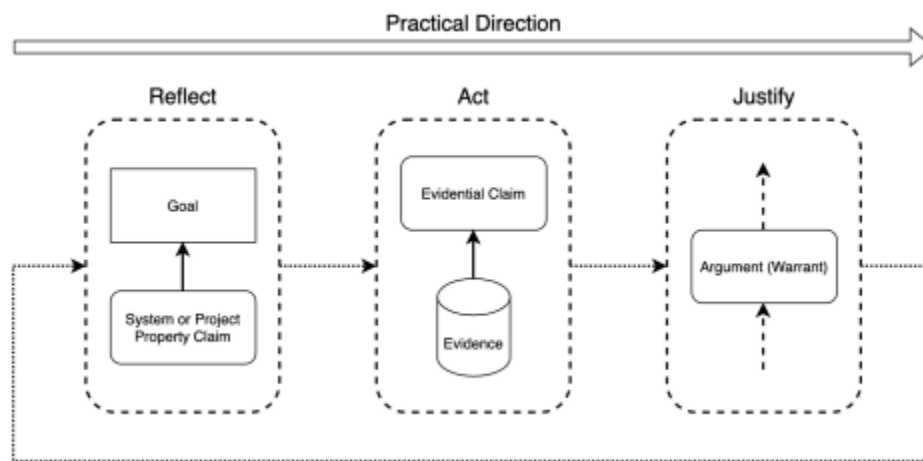 Practical Direction
Reflect
Act
Justify
Goal
System or Project
Property Claim
Evidential Claim
Evidence
Argument (Warrant)